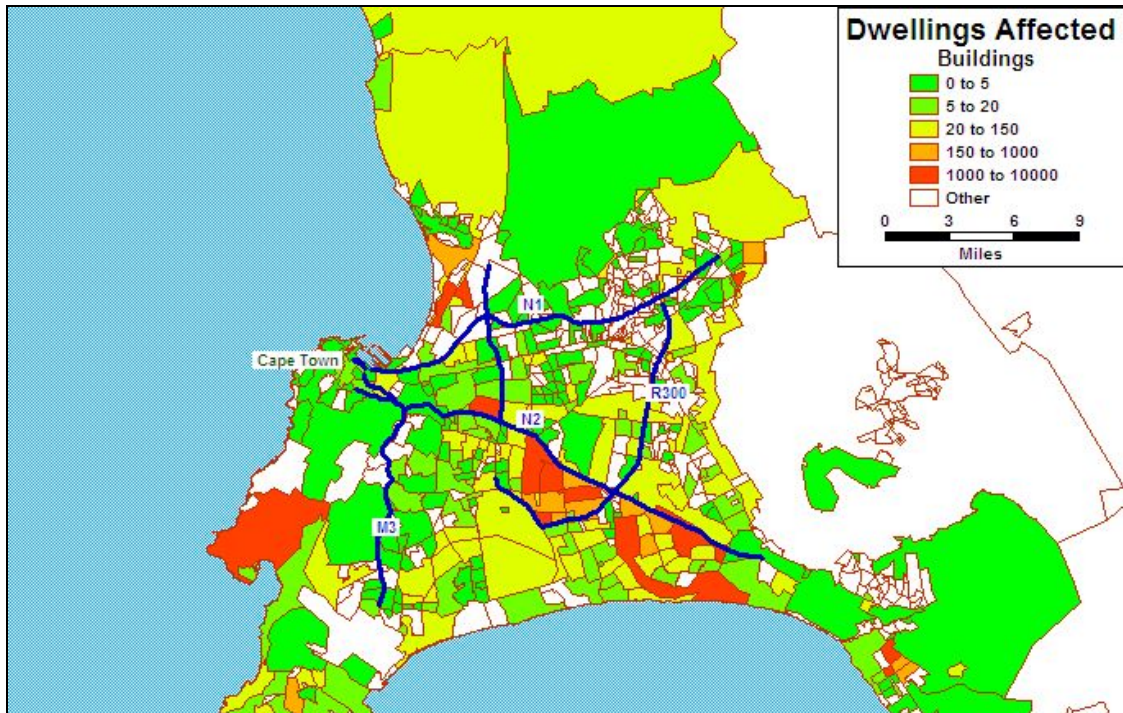 Dwellings Affected
Buildings
0 to 5
5 to 20
20 to 150
150 to 1000
1000 to 10000
Other
0 3 6 9
Miles
N1
Cape Town
R300
N2
M3